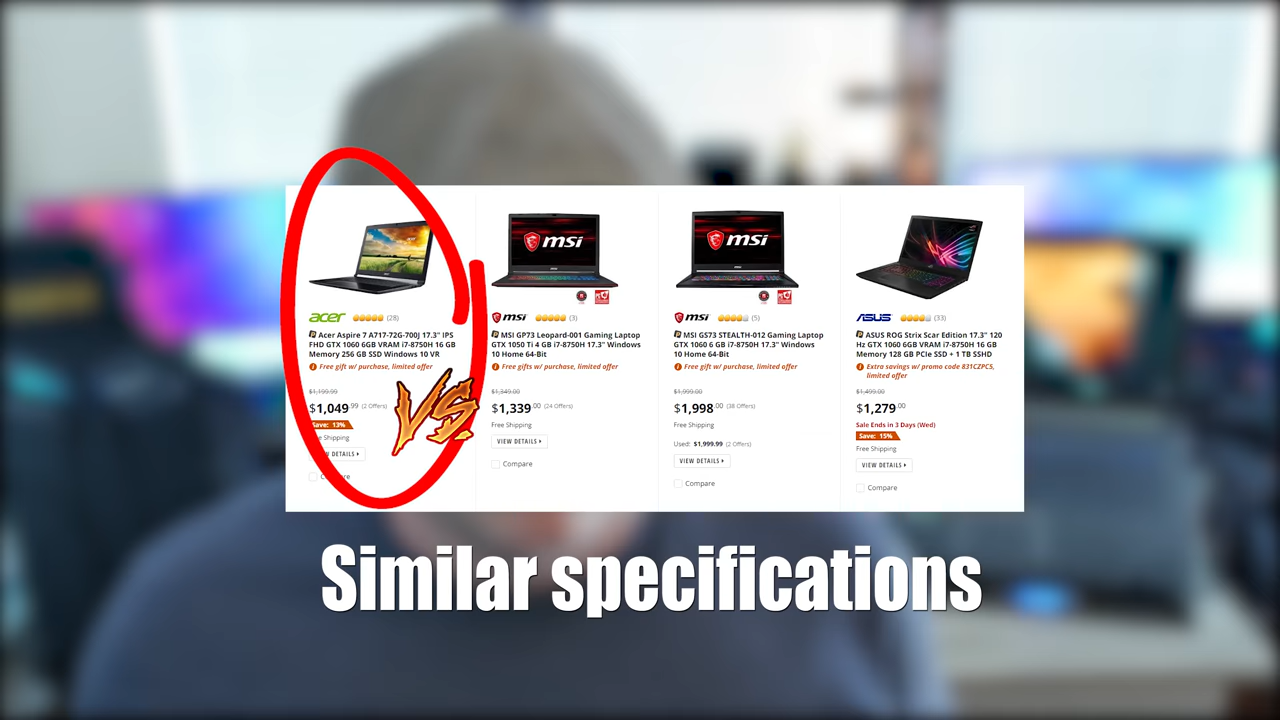 acer (28)
Acer Aspire 7 A717-72G-700J 17.3" IPS
FHD GTX 1060 6GB VRAM i7-8750H 16 GB
Memory 256 GB SSD Windows 10 VR
Free gift w/ purchase, limited offer
$1,199.99
$1,049.99 (2 Offers)
Save: 13%
Free Shipping
VIEW DETAILS
Compare
VS
msi
msi (3)
MSI GP73 Leopard-001 Gaming Laptop
GTX 1050 Ti 4 GB i7-8750H 17.3" Windows
10 Home 64-Bit
Free gifts w/ purchase, limited offer
$1,349.00
$1,339.00 (24 Offers)
Free Shipping
VIEW DETAILS
Compare
msi
msi (5)
MSI GS73 STEALTH-012 Gaming Laptop
GTX 1060 6 GB i7-8750H 17.3" Windows
10 Home 64-Bit
Free gifts w/ purchase, limited offer
$1,999.00
$1,998.00 (38 Offers)
Free Shipping
Used: $1,999.99 (2 Offers)
VIEW DETAILS
Compare
ASUS (33)
ASUS ROG Strix Scar Edition 17.3" 120
Hz GTX 1060 6GB VRAM i7-8750H 16 GB
Memory 128 GB PCIe SSD + 1 TB SSHD
Extra savings w/ promo code 831CZPC5,
limited offer
$1,499.00
$1,279.00
Sale Ends in 3 Days (Wed)
Save: 15%
Free Shipping
VIEW DETAILS
Compare
Similar specifications